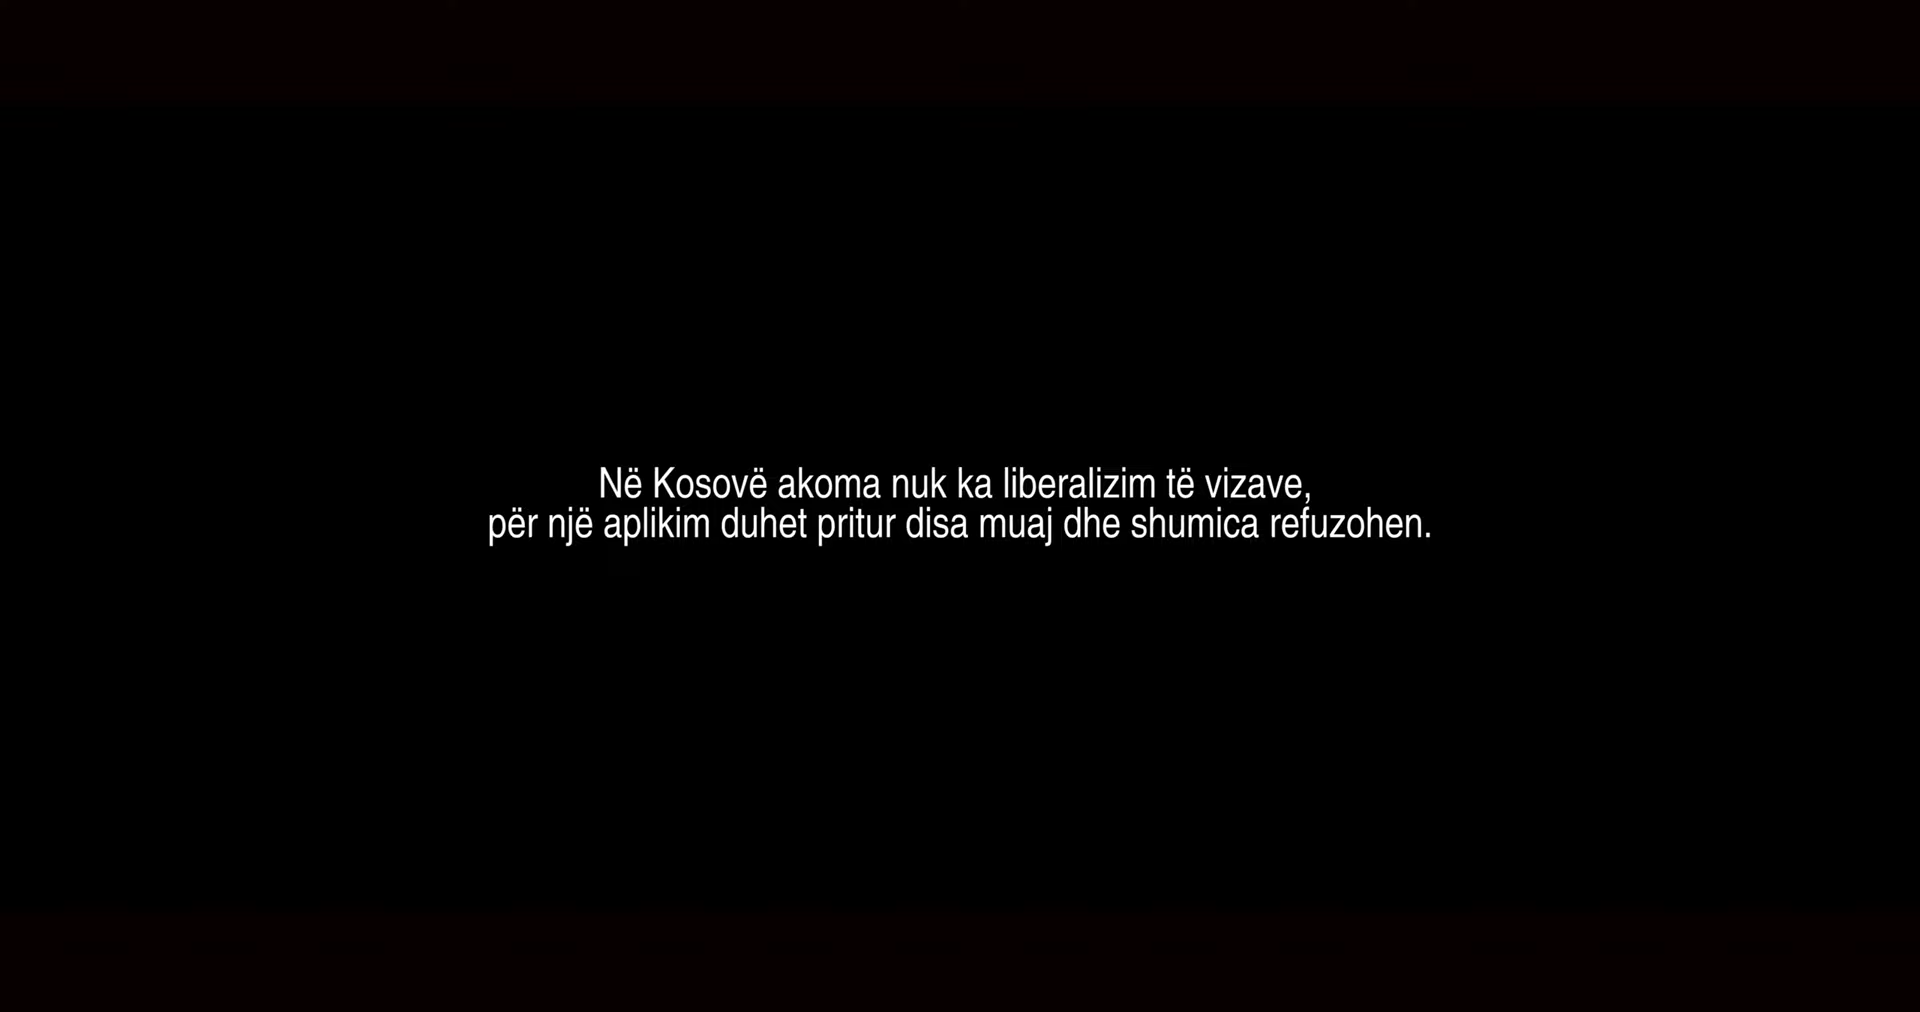 Në Kosovë akoma nuk ka liberalizim të vizave,
për një aplikim duhet pritur disa muaj dhe shumica refuzohen.